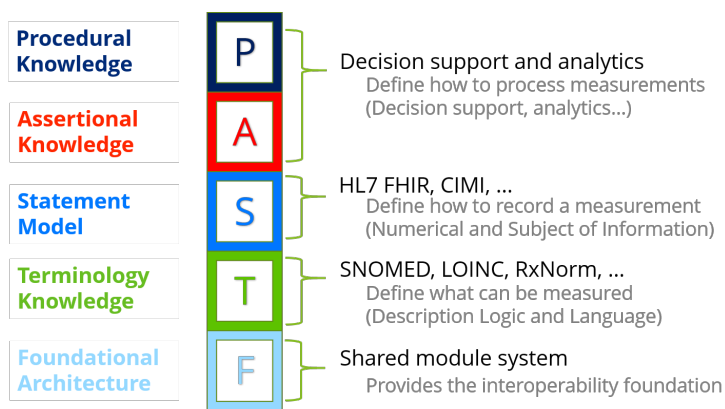 Procedural
Knowledge
P
Decision support and analytics
Define how to process measurements
(Decision support, analytics...)
Assertional
Knowledge
A
Statement
Model
S
HL7 FHIR, CIMI, ...
Define how to record a measurement
(Numerical and Subject of Information)
Terminology
Knowledge
T
SNOMED, LOINC, RxNorm, ...
Define what can be measured
(Description Logic and Language)
Foundational
Architecture
F
Shared module system
Provides the interoperability foundation